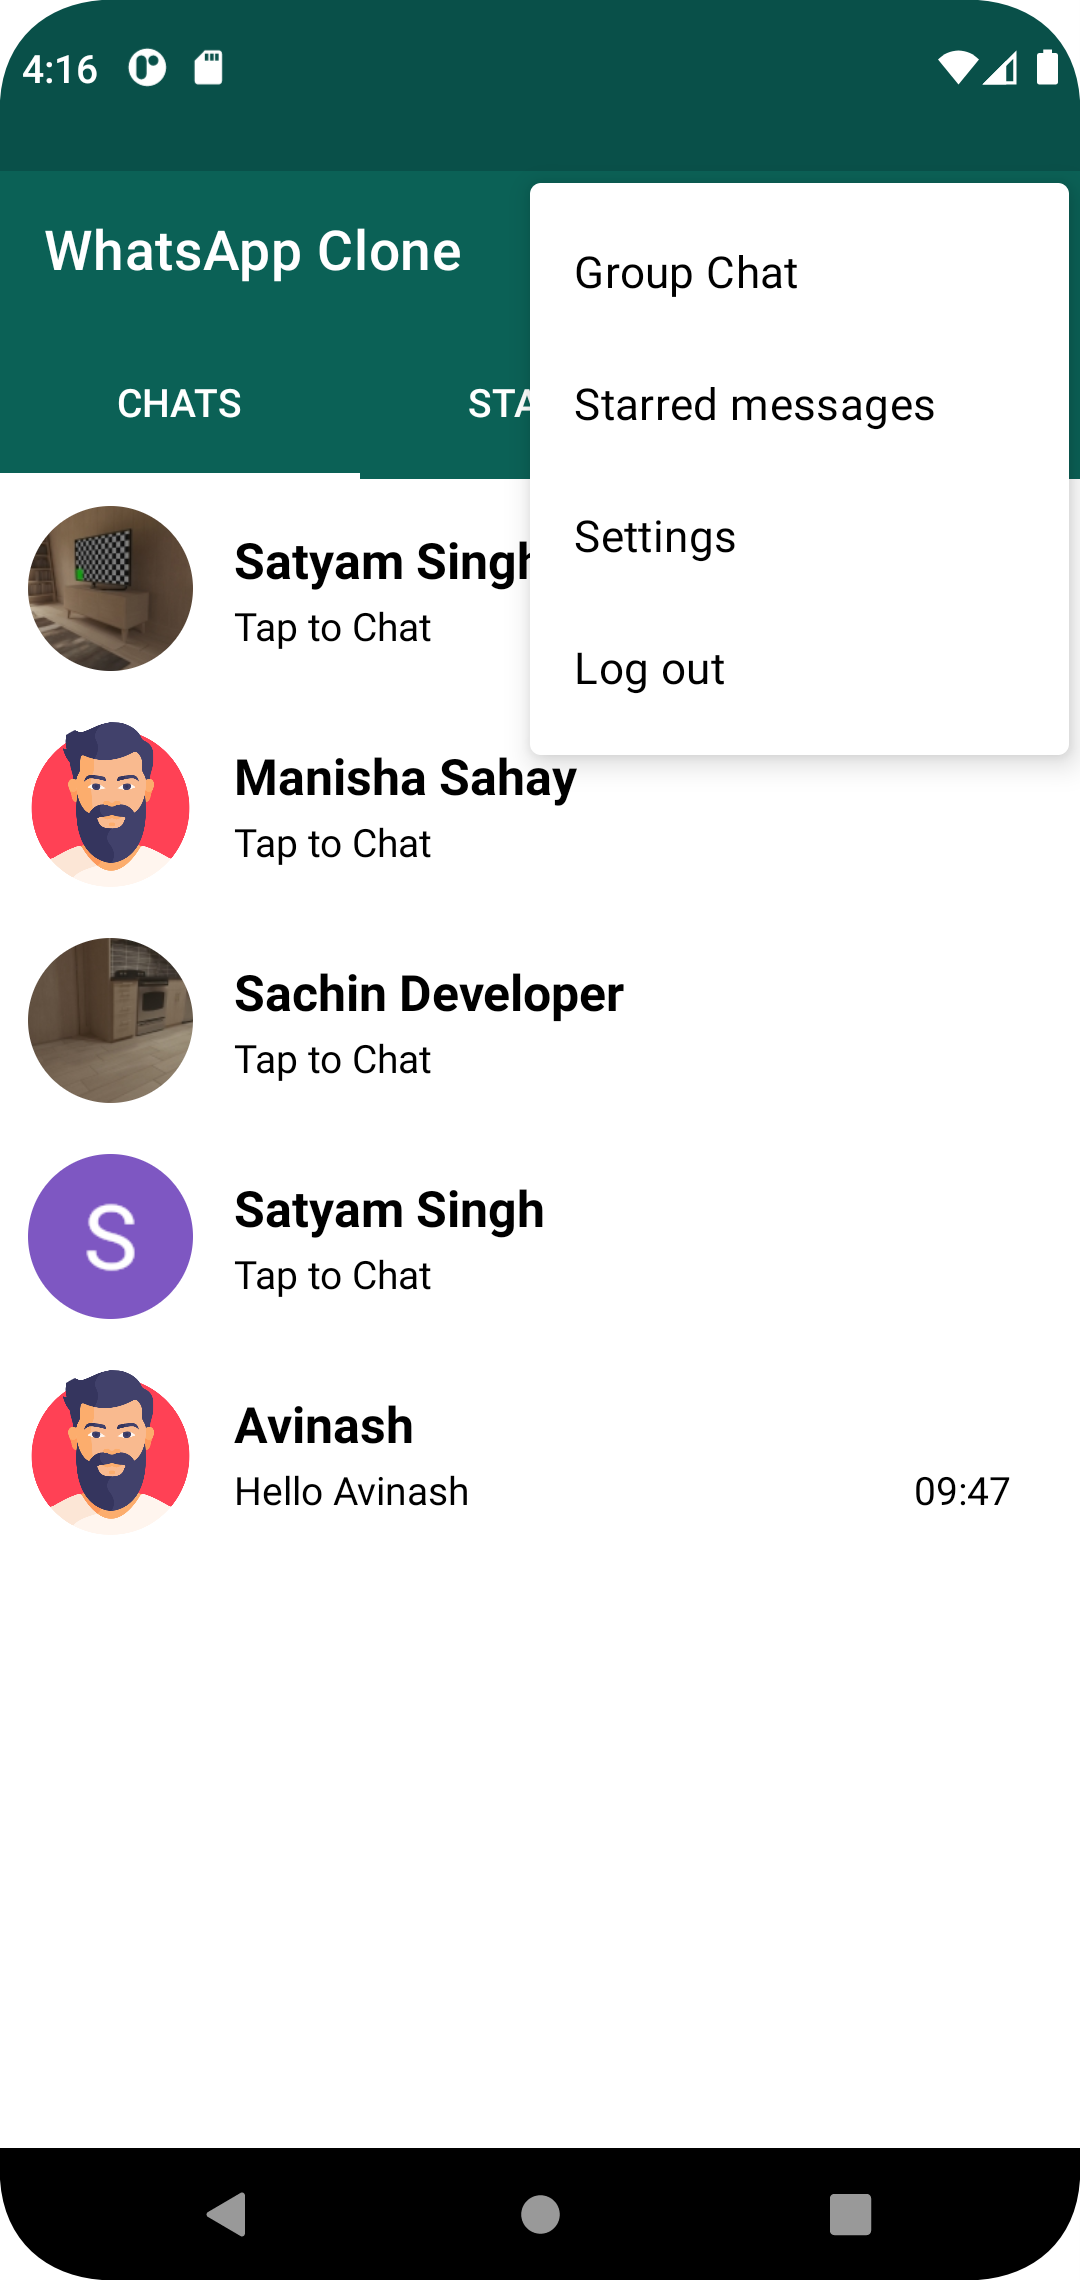 4:16
WhatsApp Clone
Group Chat
CHATS
STA
Starred messages
Settings
Satyam Singh
Tap to Chat
Log out
Manisha Sahay
Tap to Chat
Sachin Developer
Tap to Chat
S
Satyam Singh
Tap to Chat
Avinash
Hello Avinash 09:47